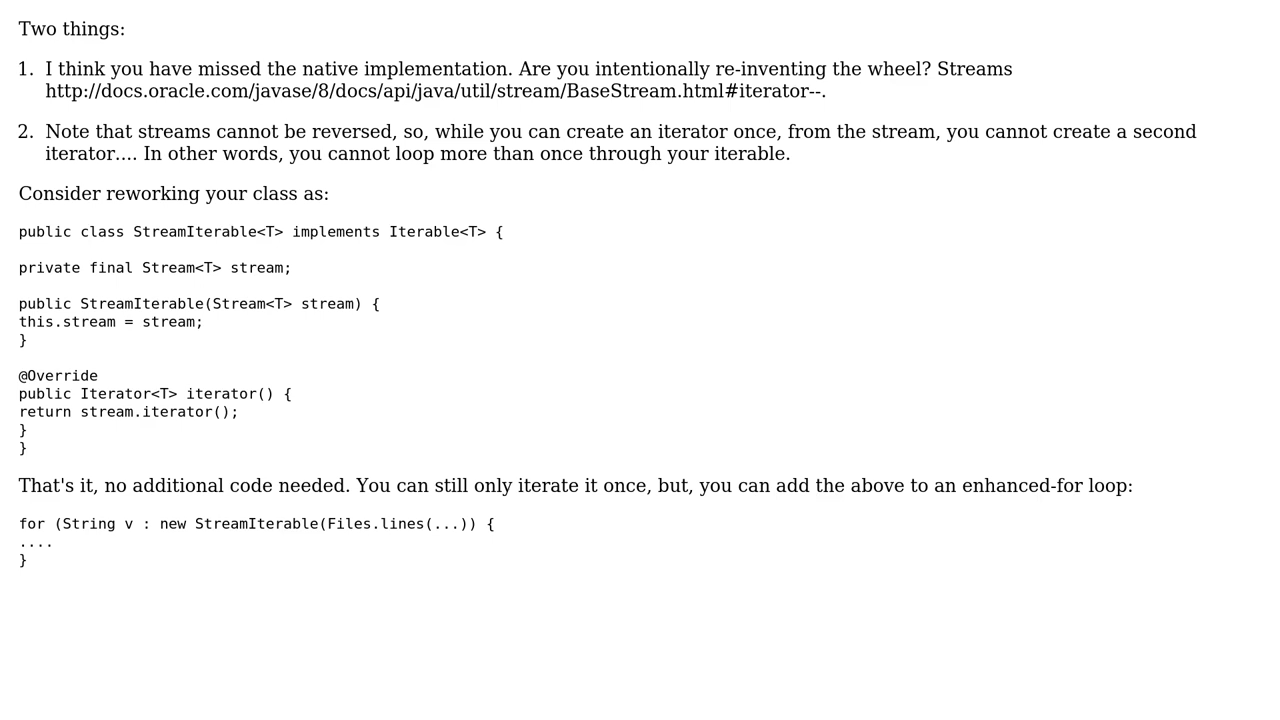 Two things:
1. I think you have missed the native implementation. Are you intentionally re-inventing the wheel? Streams
http://docs.oracle.com/javase/8/docs/api/java/util/stream/BaseStream.html#iterator--.
2. Note that streams cannot be reversed, so, while you can create an iterator once, from the stream, you cannot create a second
iterator.... In other words, you cannot loop more than once through your iterable.
Consider reworking your class as:
public class StreamIterable<T> implements Iterable<T> {
private final Stream<T> stream;
public StreamIterable(Stream<T> stream) {
this.stream = stream;
}
@Override
public Iterator<T> iterator() {
return stream.iterator();
}
}
That's it, no additional code needed. You can still only iterate it once, but, you can add the above to an enhanced-for loop:
for (String v : new StreamIterable(Files.lines(...)) {
....
}